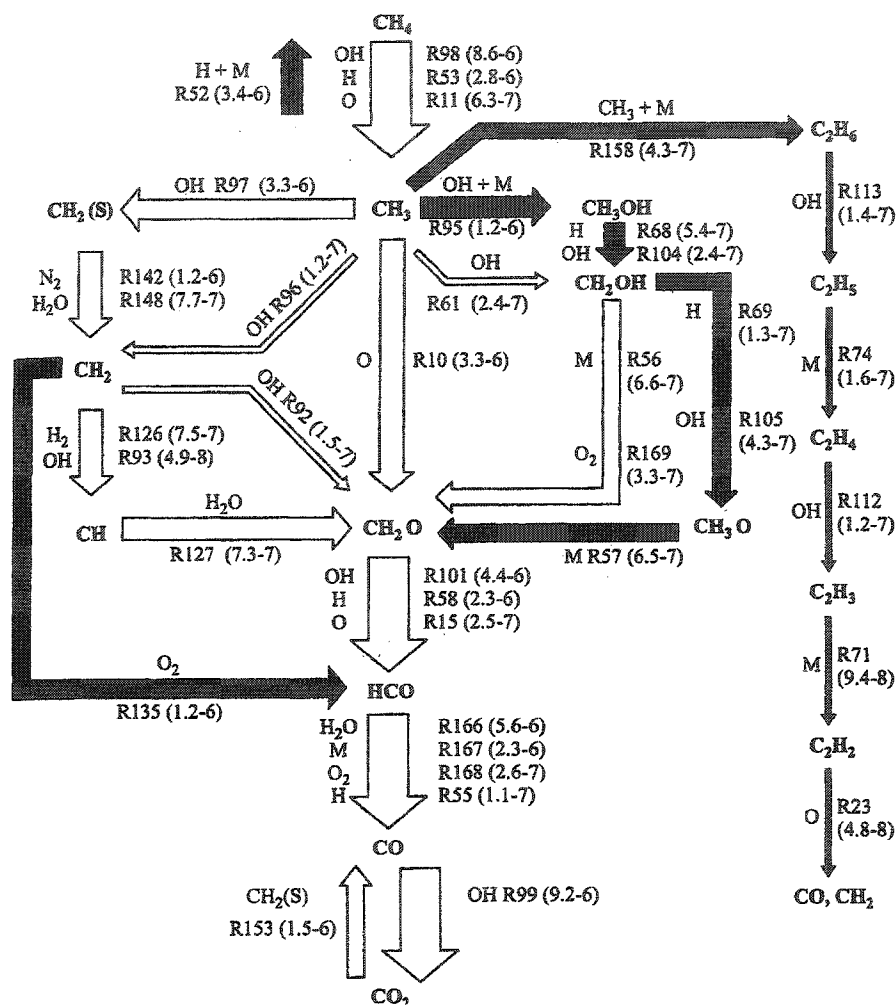 CH₄
H + M
R52 (3.4-6)
OH R98 (8.6-6)
H R53 (2.8-6)
O R11 (6.3-7)
CH₃ + M
R158 (4.3-7)
C₂H₆
OH R97 (3.3-6)
CH₂(S)
CH₃
OH + M
R95 (1.2-6)
CH₃OH
OH R113
(1.4-7)
H R68 (5.4-7)
OH R104 (2.4-7)
N₂ R142 (1.2-6)
H₂O R148 (7.7-7)
OH R96 (1.2-7)
OH
R61 (2.4-7)
CH₂OH
C₂H₅
H R69
(1.3-7)
CH₂
OH R92 (1.5-7)
O R10 (3.3-6)
M R56
(6.6-7)
M R74
(1.6-7)
OH R105
(4.3-7)
C₂H₄
H₂ R126 (7.5-7)
OH R93 (4.9-8)
O₂ R169
(3.3-7)
CH
H₂O
R127 (7.3-7)
CH₂O
M R57 (6.5-7)
CH₃O
OH R112
(1.2-7)
OH R101 (4.4-6)
H R58 (2.3-6)
O R15 (2.5-7)
C₂H₃
O₂
R135 (1.2-6)
HCO
M R71
(9.4-8)
H₂O R166 (5.6-6)
M R167 (2.3-6)
O₂ R168 (2.6-7)
H R55 (1.1-7)
C₂H₂
CO
O R23
(4.8-8)
CH₂(S)
R153 (1.5-6)
OH R99 (9.2-6)
CO, CH₂
CO₂